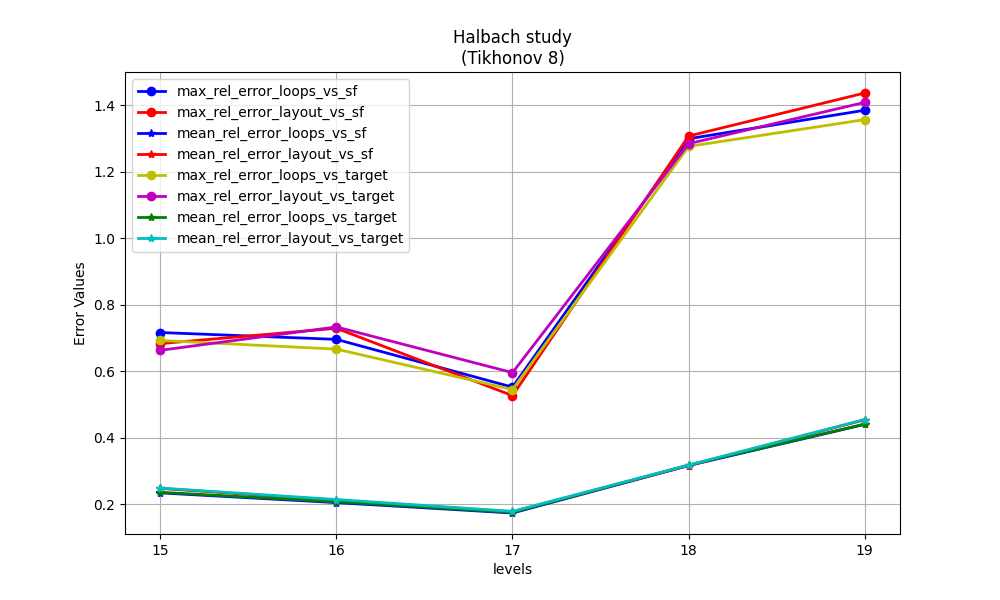 Halbach study
(Tikhonov 8)
max_rel_error_loops_vs_sf
max_rel_error_layout_vs_sf
mean_rel_error_loops_vs_sf
mean_rel_error_layout_vs_sf
max_rel_error_loops_vs_target
max_rel_error_layout_vs_target
mean_rel_error_loops_vs_target
mean_rel_error_layout_vs_target
Error Values
1.4
1.2
1.0
0.8
0.6
0.4
0.2
15 16 17 18 19
levels